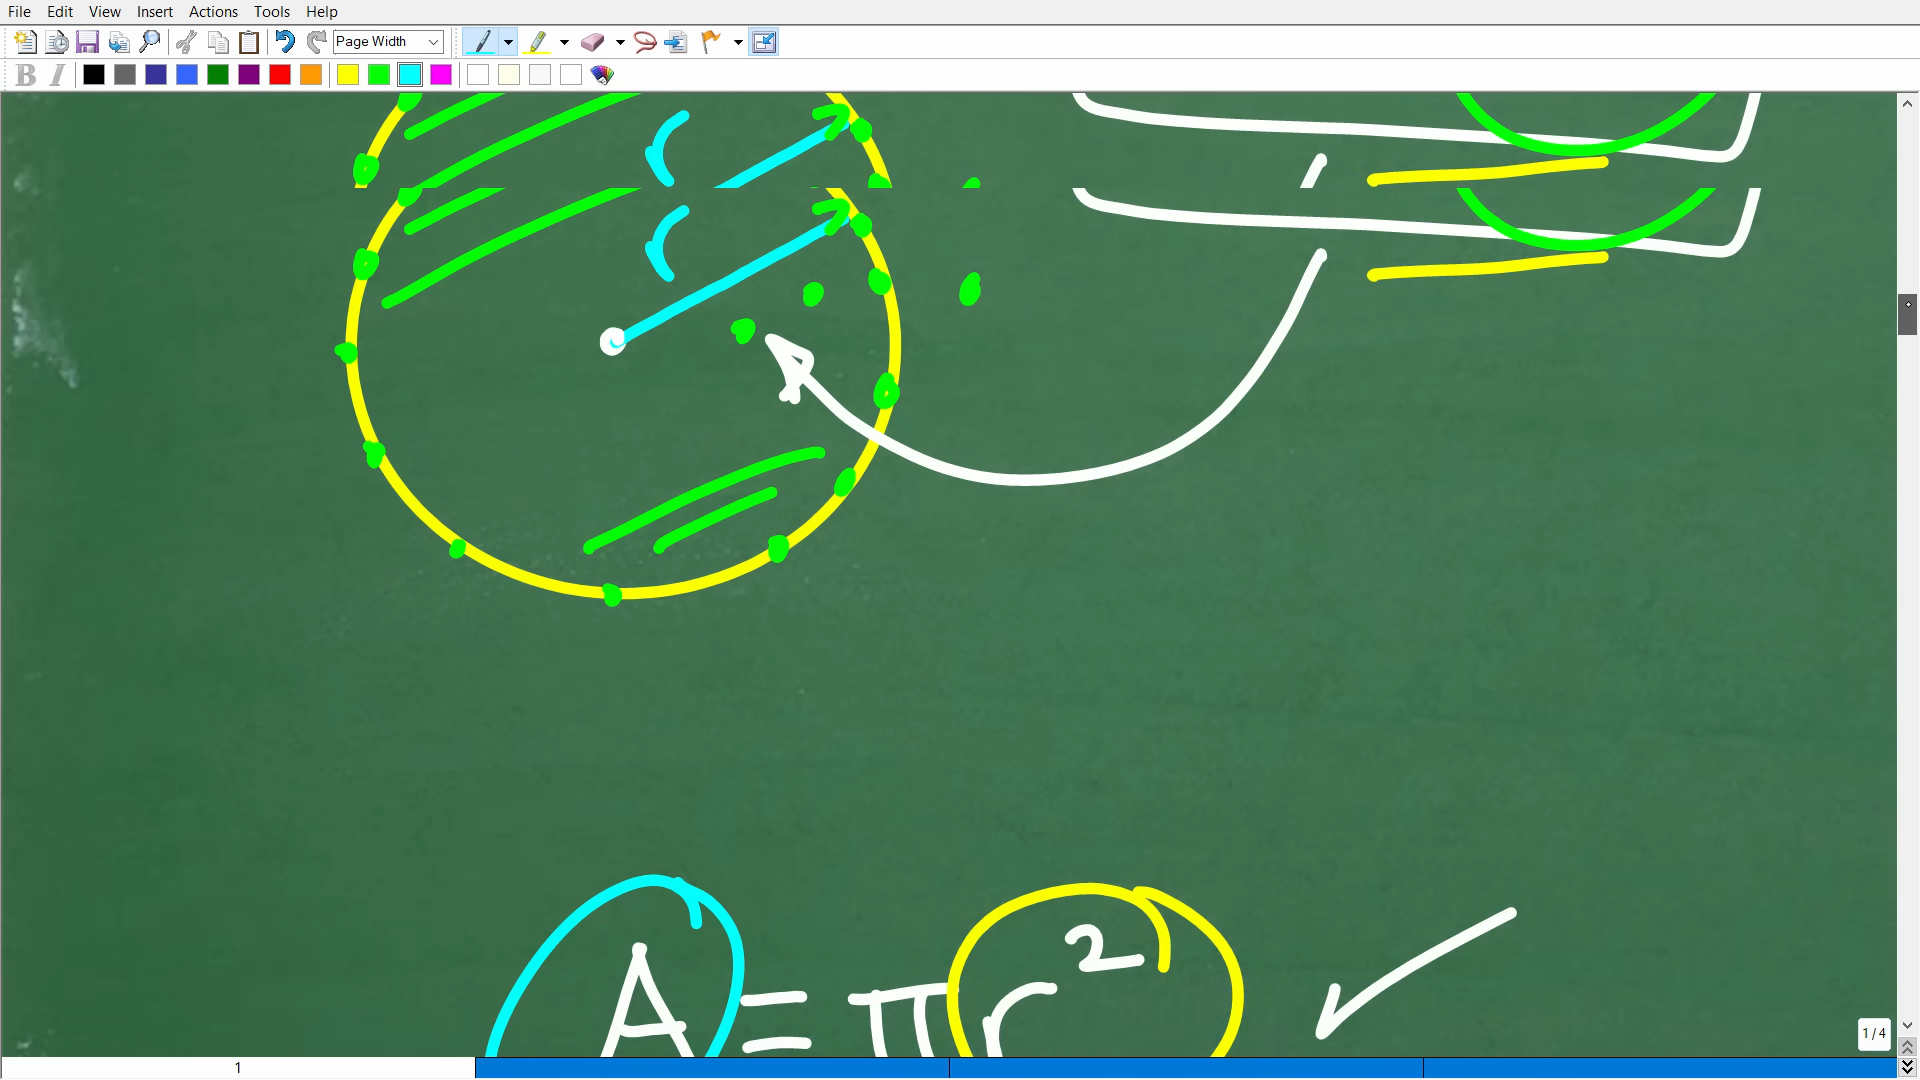 File Edit View Insert Actions Tools Help
Page Width
B I
A = πr²
1 / 4
1